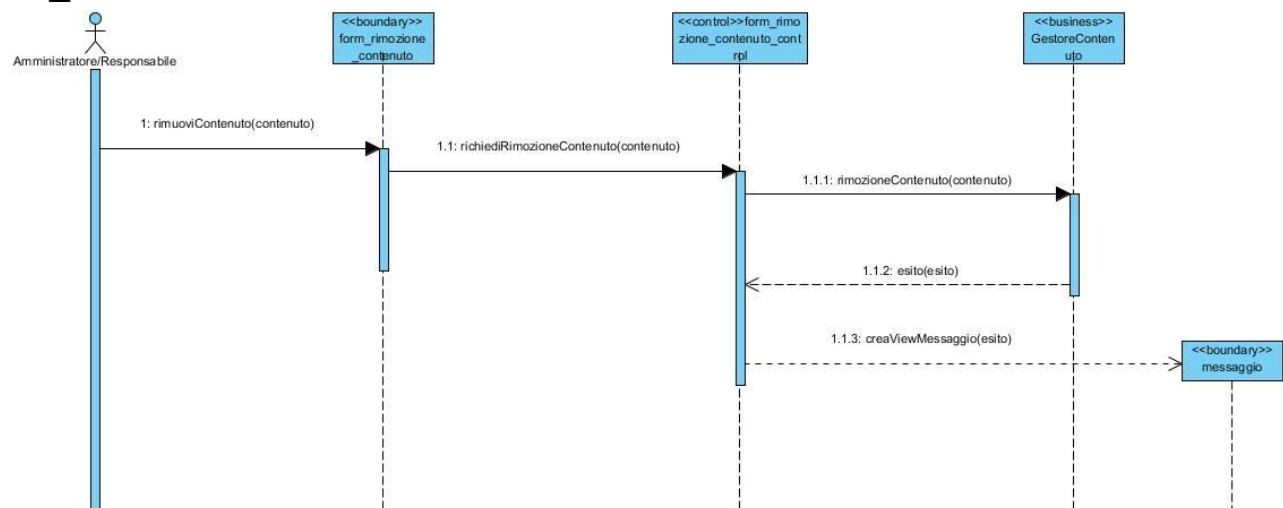 <<boundary>>
form_rimozione
_contenuto
<<control>>form_rimo
zione_contenuto_cont
rol
<<business>>
GestoreConten
uto
Amministratore/Responsabile
1: rimuoviContenuto(contenuto)
1.1: richiediRimozioneContenuto(contenuto)
1.1.1: rimozioneContenuto(contenuto)
1.1.2: esito(esito)
1.1.3: creaViewMessaggio(esito)
<<boundary>>
messaggio